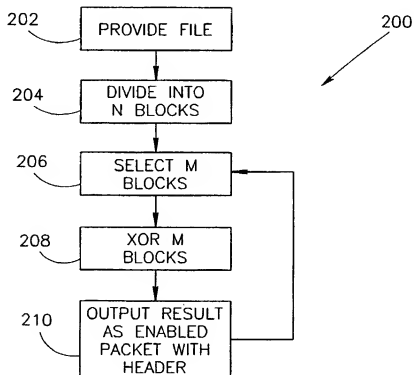 202
PROVIDE FILE
200
204
DIVIDE INTO
N BLOCKS
206
SELECT M
BLOCKS
208
XOR M
BLOCKS
210
OUTPUT RESULT
AS ENABLED
PACKET WITH
HEADER